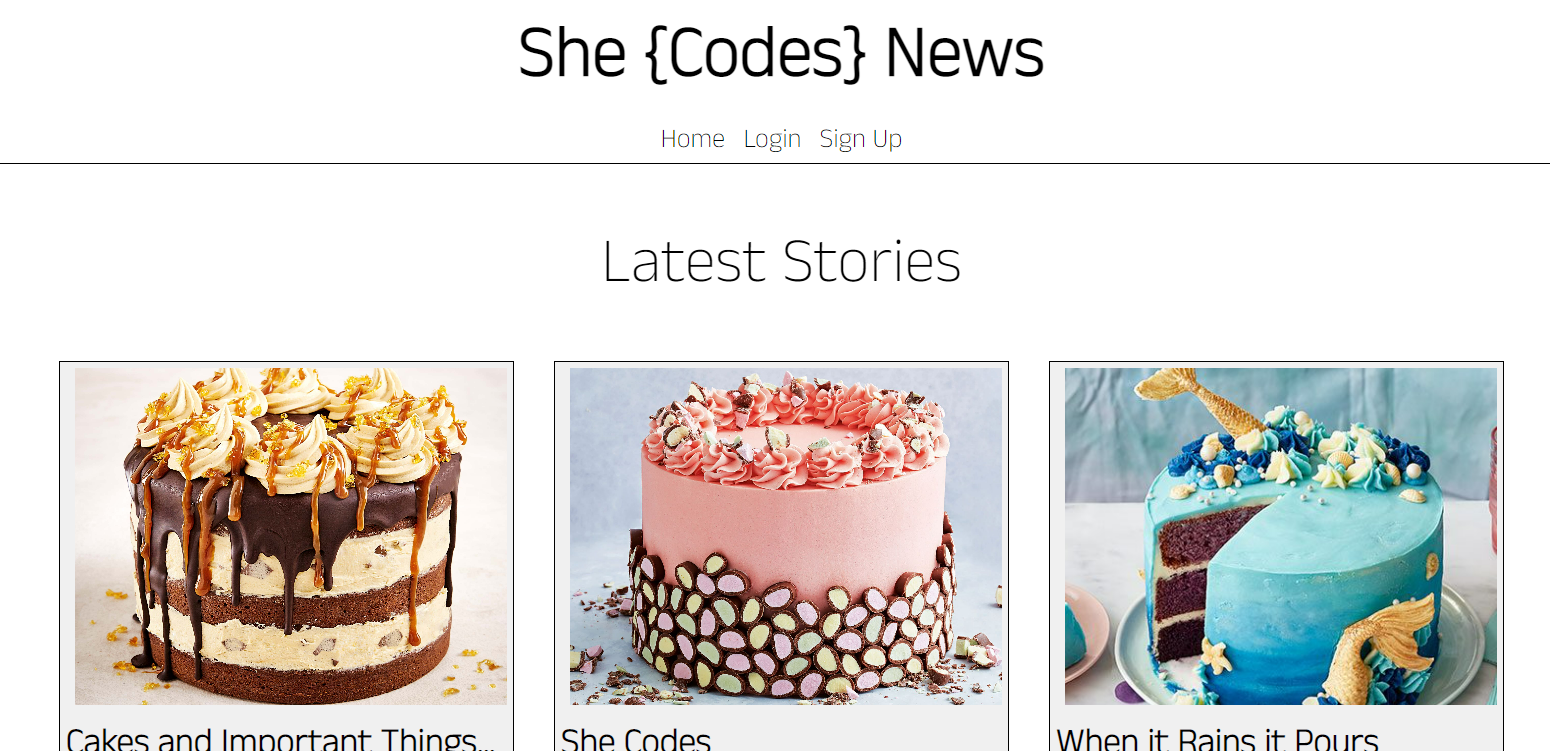 She {Codes} News
Home Login Sign Up
Latest Stories
Cakes and Important Things...
She Codes
When it Rains it Pours